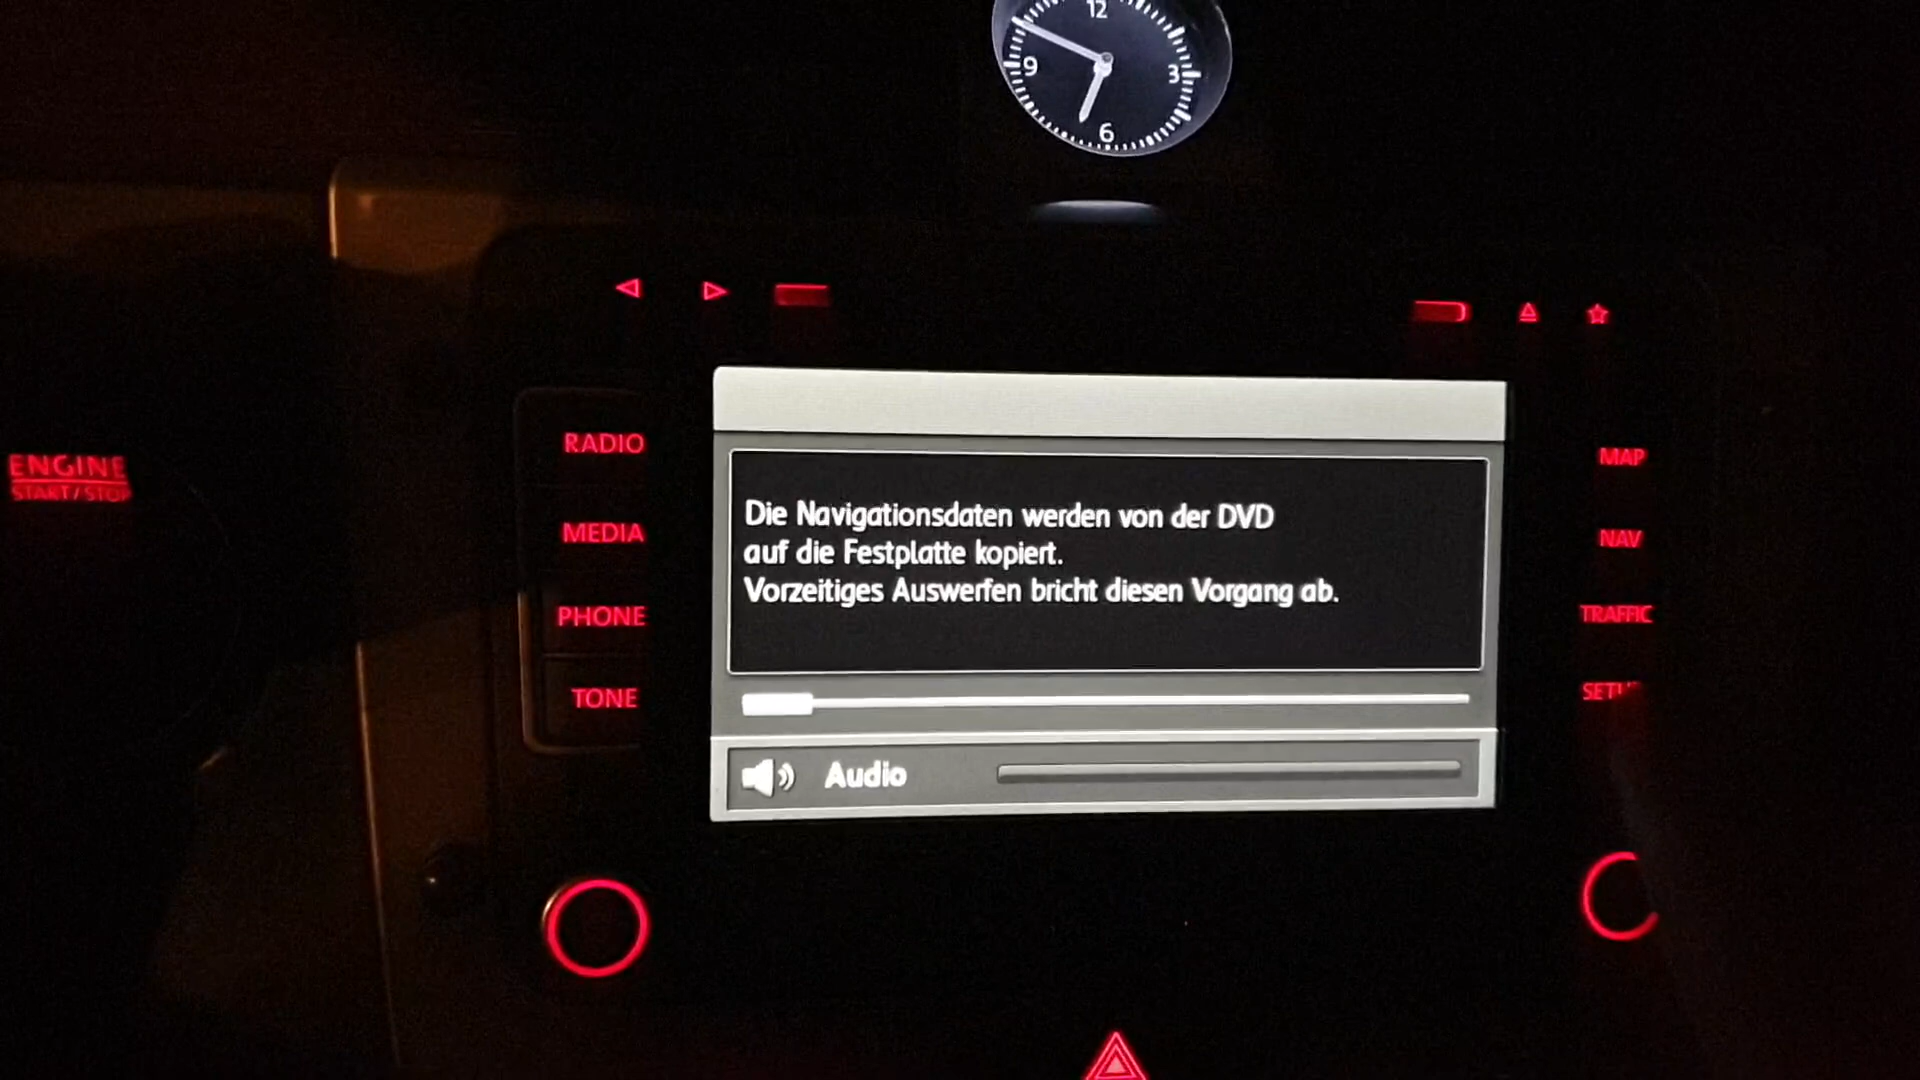 12
9
3
6
RADIO
MEDIA
PHONE
TONE
ENGINE
START/STOP
Die Navigationsdaten werden von der DVD
auf die Festplatte kopiert.
Vorzeitiges Auswerfen bricht diesen Vorgang ab.
Audio
MAP
NAV
TRAFFIC